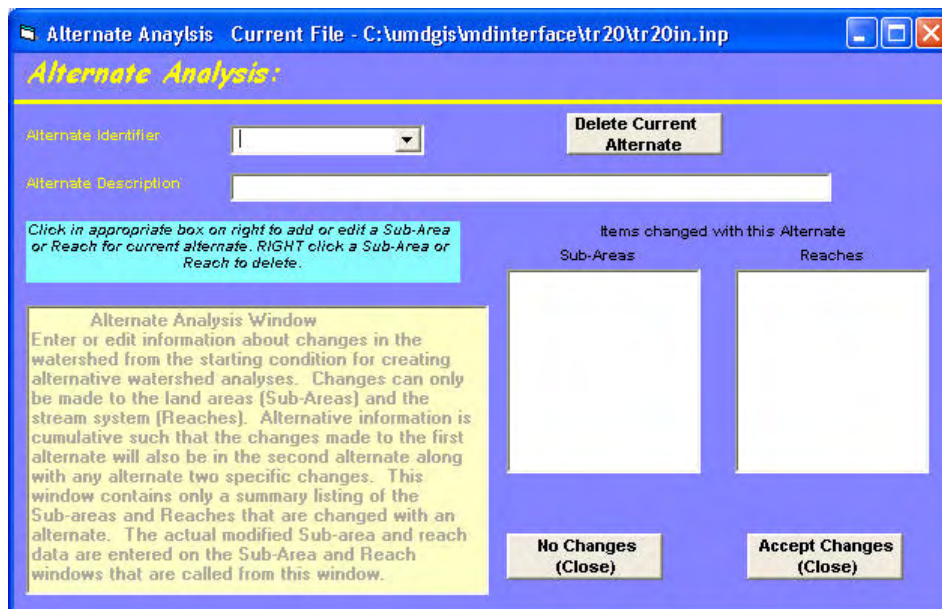 Alternate Anaylsis Current File - C:\umdgis\mdinterface\tr20\tr20in.inp
Alternate Analysis:
Alternate Identifier
Delete Current
Alternate
Alternate Description
Click in appropriate box on right to add or edit a Sub-Area
or Reach for current alternate. RIGHT click a Sub-Area or
Reach to delete.
Items changed with this Alternate
Sub-Areas
Reaches
Alternate Analysis Window
Enter or edit information about changes in the
watershed from the starting condition for creating
alternative watershed analyses. Changes can only
be made to the land areas (Sub-Areas) and the
stream system (Reaches). Alternative information is
cumulative such that the changes made to the first
alternate will also be in the second alternate along
with any alternate two specific changes. This
window contains only a summary listing of the
Sub-areas and Reaches that are changed with an
alternate. The actual modified Sub-area and reach
data are entered on the Sub-Area and Reach
windows that are called from this window.
No Changes
(Close)
Accept Changes
(Close)